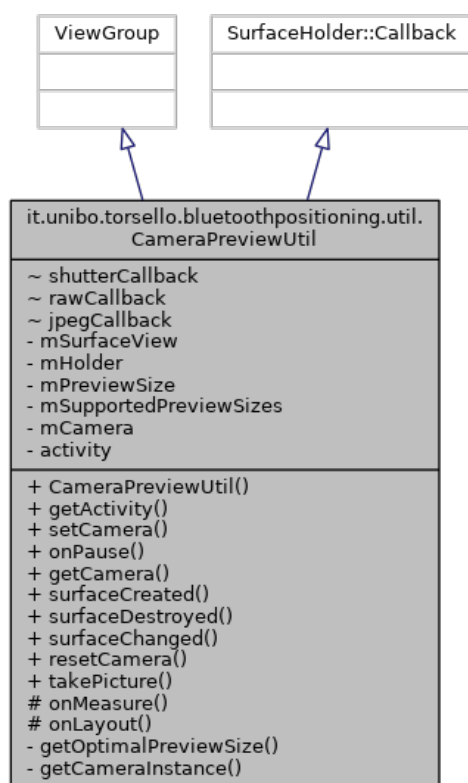 ViewGroup
SurfaceHolder::Callback
it.unibo.torsello.bluetoothpositioning.util.
CameraPreviewUtil
~ shutterCallback
~ rawCallback
~ jpegCallback
- mSurfaceView
- mHolder
- mPreviewSize
- mSupportedPreviewSizes
- mCamera
- activity
+ CameraPreviewUtil()
+ getActivity()
+ setCamera()
+ onPause()
+ getCamera()
+ surfaceCreated()
+ surfaceDestroyed()
+ surfaceChanged()
+ resetCamera()
+ takePicture()
# onMeasure()
# onLayout()
- getOptimalPreviewSize()
- getCameraInstance()